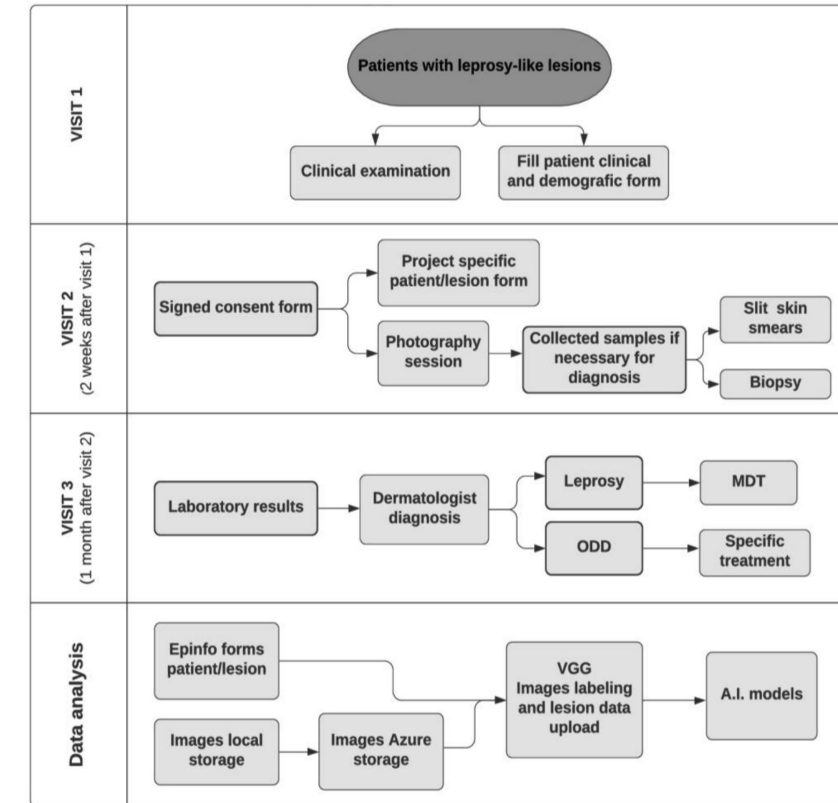 VISIT 1
Patients with leprosy-like lesions
Clinical examination
Fill patient clinical
and demografic form
VISIT 2
(2 weeks after visit 1)
Signed consent form
Project specific
patient/lesion form
Photography
session
Collected samples if
necessary for
diagnosis
Slit skin
smears
Biopsy
VISIT 3
(1 month after visit 2)
Laboratory results
Dermatologist
diagnosis
Leprosy
MDT
ODD
Specific
treatment
Data analysis
Epinfo forms
patient/lesion
Images local
storage
Images Azure
storage
VGG
Images labeling
and lesion data
upload
A.I. models